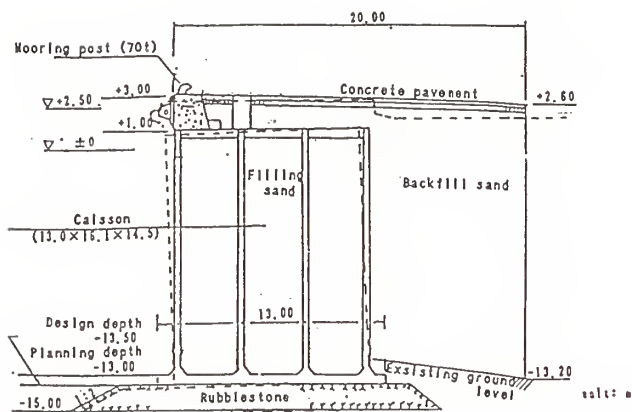 20.00
Mooring post (70t)
+3.00
Concrete pavement
+2.60
▽+2.50
+1.00
▽ ±0
Filling
sand
Backfill sand
Caisson
(13.0×16.1×14.5)
13.00
Design depth
-13.50
Planning depth
-13.00
Existing ground
level
-13.20
-15.00
Rubblestone